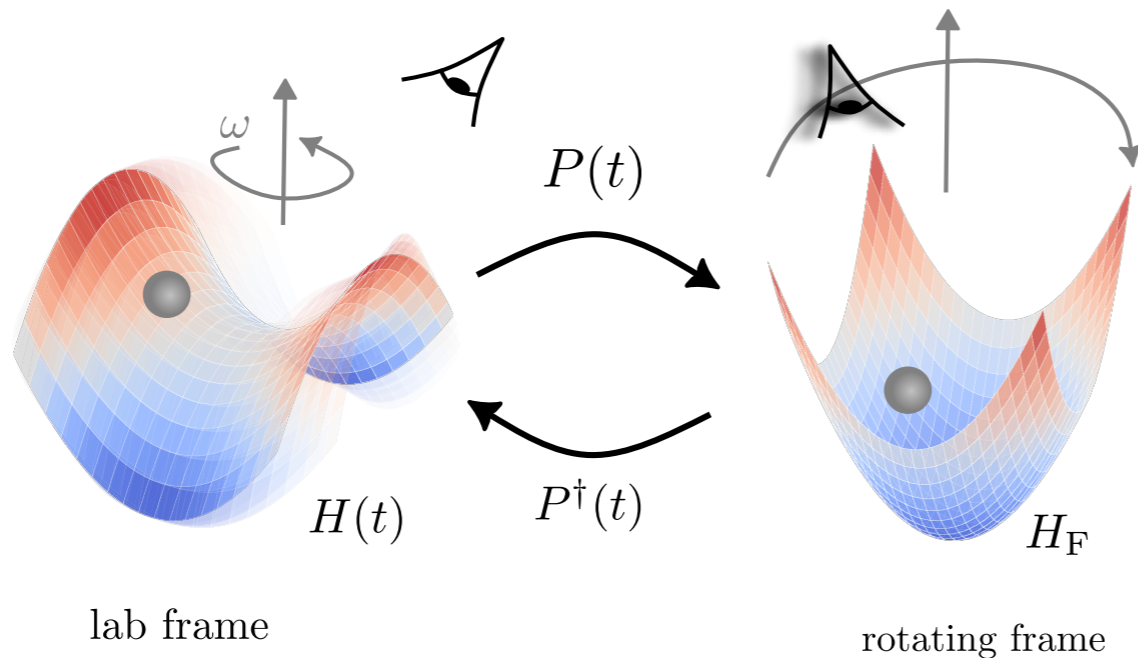 ω
P(t)
P†(t)
H(t)
H_F
lab frame
rotating frame